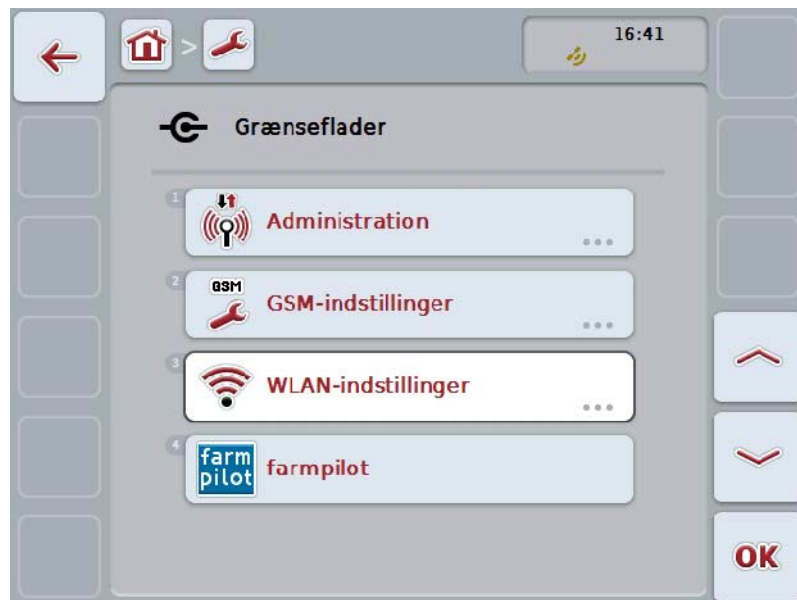 16:41
Grænseflader
1
Administration
2
GSM
GSM-indstillinger
3
WLAN-indstillinger
4
farm
pilot
farmpilot
OK